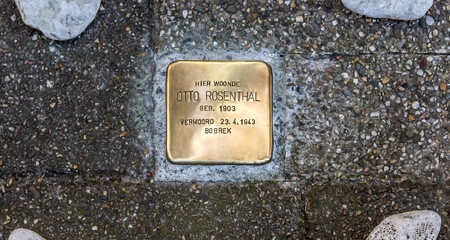 HIER WOONDE
OTTO ROSENTHAL
GEB. 1903
VERMOORD 23.4.1943
BOBREK